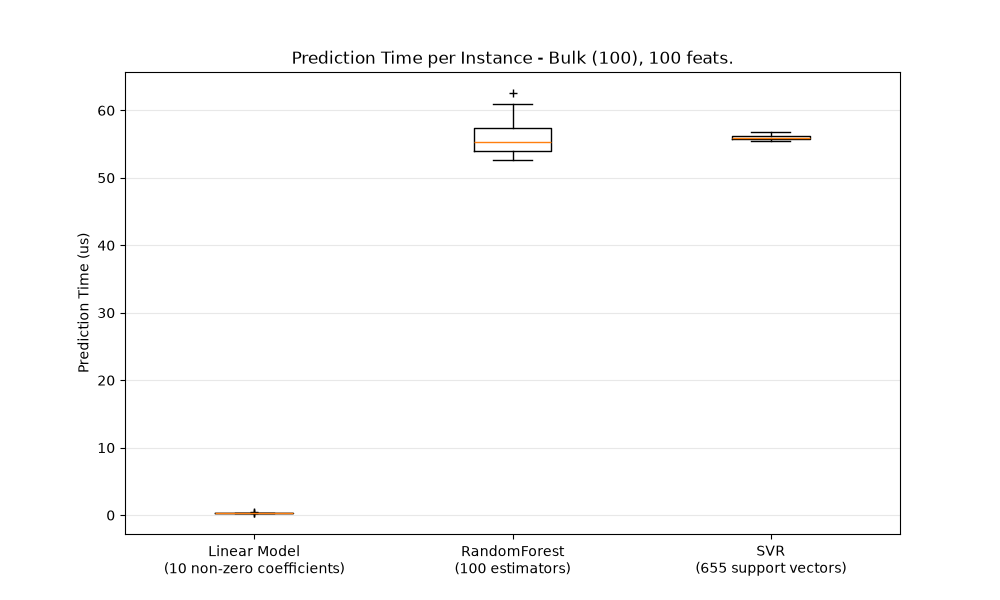 Prediction Time per Instance - Bulk (100), 100 feats.
Prediction Time (us)
60
50
40
30
20
10
0
Linear Model
(10 non-zero coefficients)
RandomForest
(100 estimators)
SVR
(655 support vectors)